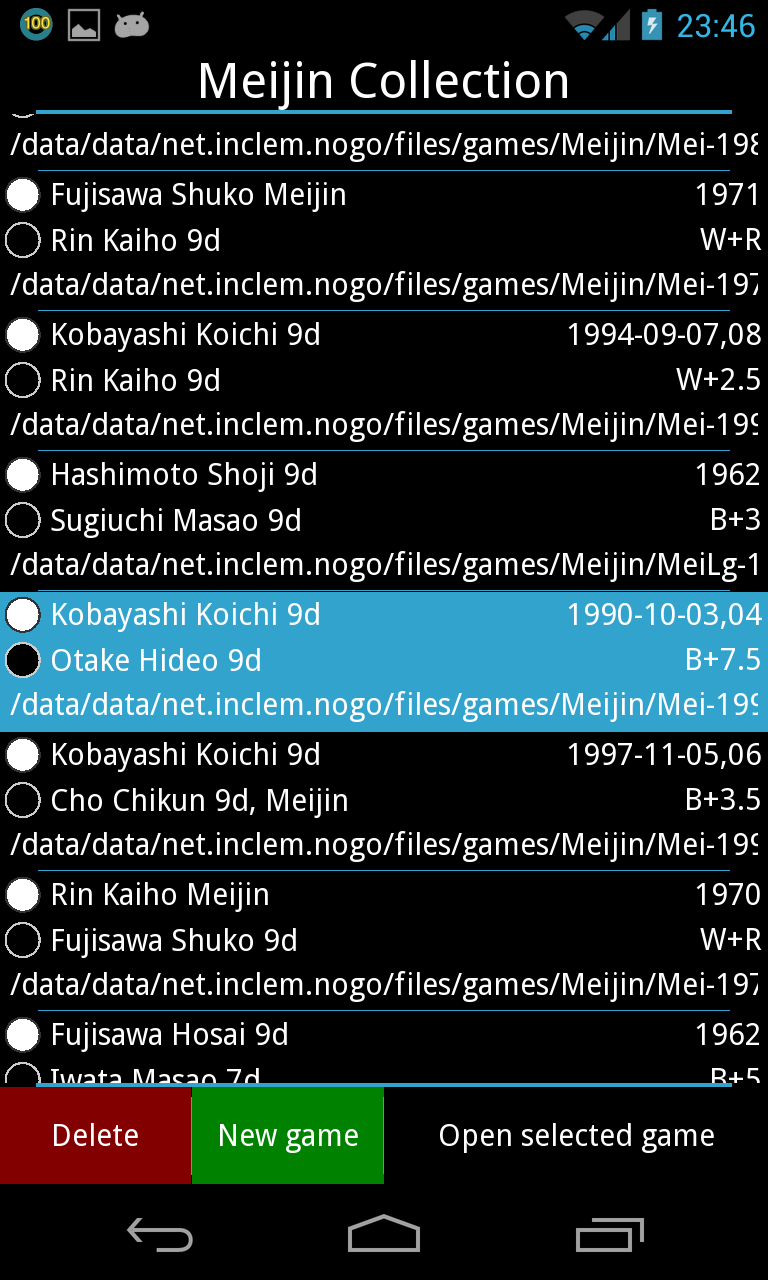 100
23:46
Meijin Collection
/data/data/net.inclem.nogo/files/games/Meijin/Mei-198
Fujisawa Shuko Meijin 1971
Rin Kaiho 9d W+R
/data/data/net.inclem.nogo/files/games/Meijin/Mei-197
Kobayashi Koichi 9d 1994-09-07,08
Rin Kaiho 9d W+2.5
/data/data/net.inclem.nogo/files/games/Meijin/Mei-199
Hashimoto Shoji 9d 1962
Sugiuchi Masao 9d B+3
/data/data/net.inclem.nogo/files/games/Meijin/MeiLg-1
Kobayashi Koichi 9d 1990-10-03,04
Otake Hideo 9d B+7.5
/data/data/net.inclem.nogo/files/games/Meijin/Mei-199
Kobayashi Koichi 9d 1997-11-05,06
Cho Chikun 9d, Meijin B+3.5
/data/data/net.inclem.nogo/files/games/Meijin/Mei-199
Rin Kaiho Meijin 1970
Fujisawa Shuko 9d W+R
/data/data/net.inclem.nogo/files/games/Meijin/Mei-197
Fujisawa Hosai 9d 1962
Iwata Masao 7d B+5
Delete New game Open selected game